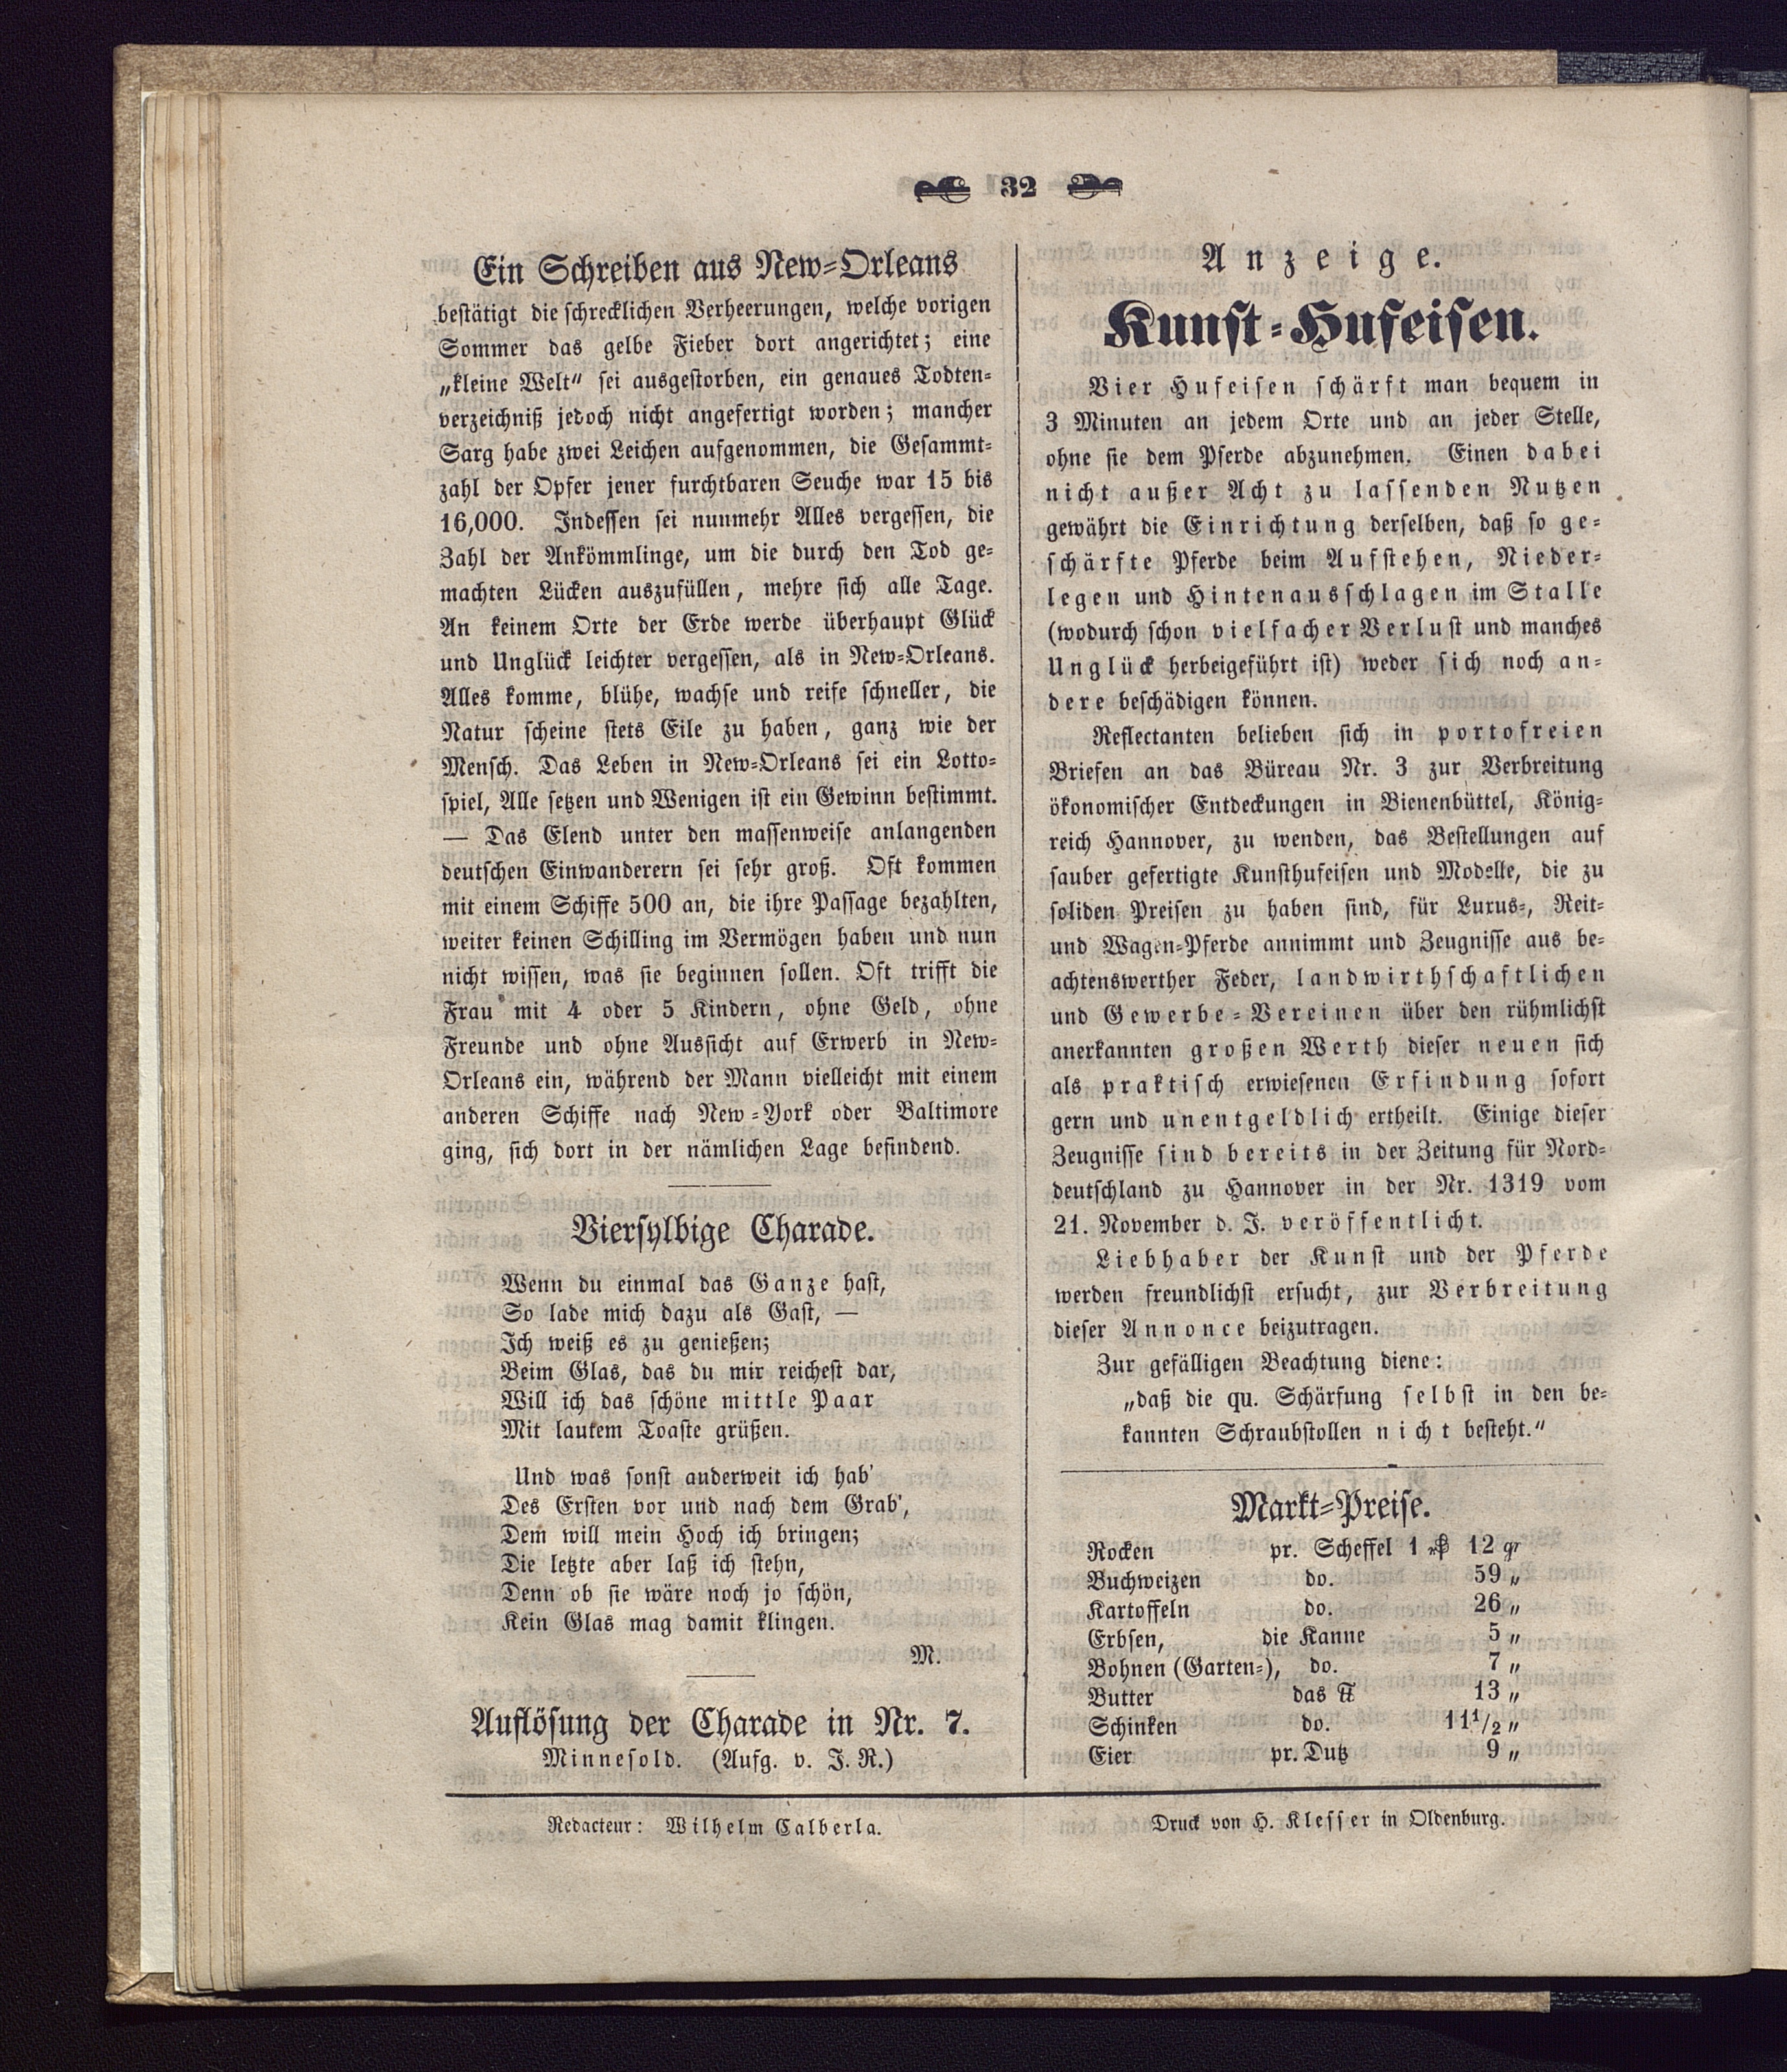 32
Ein Schreiben aus New-Orleans
bestätigt die schrecklichen Verheerungen, welche vorigen
Sommer das gelbe Fieber dort angerichtet; eine
„kleine Welt“ sei ausgestorben, ein genaues Todten-
verzeichniß jedoch nicht angefertigt worden; mancher
Sarg habe zwei Leichen aufgenommen, die Gesammt-
zahl der Opfer jener furchtbaren Seuche war 15 bis
16,000. Indessen sei nunmehr Alles vergessen, die
Zahl der Ankömmlinge, um die durch den Tod ge-
machten Lücken auszufüllen, mehre sich alle Tage.
An keinem Orte der Erde werde überhaupt Glück
und Unglück leichter vergessen, als in New-Orleans.
Alles komme, blühe, wachse und reife schneller, die
Natur scheine stets Eile zu haben, ganz wie der
Mensch. Das Leben in New-Orleans sei ein Lotto-
spiel, Alle setzen und Wenigen ist ein Gewinn bestimmt.
— Das Elend unter den massenweise anlangenden
deutschen Einwanderern sei sehr groß. Oft kommen
mit einem Schiffe 500 an, die ihre Passage bezahlten,
weiter keinen Schilling im Vermögen haben und nun
nicht wissen, was sie beginnen sollen. Oft trifft die
Frau mit 4 oder 5 Kindern, ohne Geld, ohne
Freunde und ohne Aussicht auf Erwerb in New-
Orleans ein, während der Mann vielleicht mit einem
anderen Schiffe nach New-York oder Baltimore
ging, sich dort in der nämlichen Lage befindend.
Viersylbige Charade.
Wenn du einmal das Ganze hast,
So lade mich dazu als Gast, —
Ich weiß es zu genießen;
Beim Glas, das du mir reichest dar,
Will ich das schöne mittle Paar
Mit lautem Toaste grüßen.
Und was sonst anderweit ich hab'
Des Ersten vor und nach dem Grab',
Dem will mein Hoch ich bringen;
Die letzte aber laß ich stehn,
Denn ob sie wäre noch jo schön,
Kein Glas mag damit klingen.
M.
Auflösung der Charade in Nr. 7.
Minnesold. (Aufg. v. J. R.)
Anzeige.
Kunst-Hufeisen.
Vier Hufeisen schärft man bequem in
3 Minuten an jedem Orte und an jeder Stelle,
ohne sie dem Pferde abzunehmen. Einen dabei
nicht außer Acht zu lassenden Nutzen
gewährt die Einrichtung derselben, daß so ge-
schärfte Pferde beim Aufstehen, Nieder-
legen und Hintenausschlagen im Stalle
(wodurch schon vielfacher Verlust und manches
Unglück herbeigeführt ist) weder sich noch an-
dere beschädigen können.
Reflectanten belieben sich in portofreien
Briefen an das Büreau Nr. 3 zur Verbreitung
ökonomischer Entdeckungen in Bienenbüttel, König-
reich Hannover, zu wenden, das Bestellungen auf
sauber gefertigte Kunsthufeisen und Modelle, die zu
soliden Preisen zu haben sind, für Luxus-, Reit-
und Wagen-Pferde annimmt und Zeugnisse aus be-
achtenswerther Feder, landwirthschaftlichen
und Gewerbe-Vereinen über den rühmlichst
anerkannten großen Werth dieser neuen sich
als praktisch erwiesenen Erfindung sofort
gern und unentgeldlich ertheilt. Einige dieser
Zeugnisse sind bereits in der Zeitung für Nord-
deutschland zu Hannover in der Nr. 1319 vom
21. November d. J. veröffentlicht.
Liebhaber der Kunst und der Pferde
werden freundlichst ersucht, zur Verbreitung
dieser Annonce beizutragen.
Zur gefälligen Beachtung diene:
„daß die qu. Schärfung selbst in den be-
kannten Schraubstollen nicht besteht.“
Markt-Preise.
Rocken pr. Scheffel 1 ₰ 12 gr
Buchweizen do. 59 „
Kartoffeln do. 26 „
Erbsen, die Kanne 5 „
Bohnen (Garten-), do. 7 „
Butter das ℔ 13 „
Schinken do. 11½ „
Eier pr. Dutz 9 „
Redacteur: Wilhelm Calberla.
Druck von H. Klesser in Oldenburg.